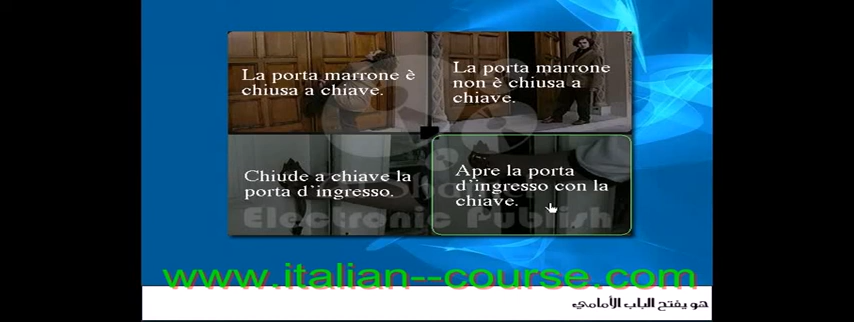 La porta marrone è
chiusa a chiave.
La porta marrone
non è chiusa a
chiave.
Chiude a chiave la
porta d'ingresso.
Apre la porta
d'ingresso con la
chiave.
Electronic Publish
www.italian--course.com
هو يفتح الباب الأمامي